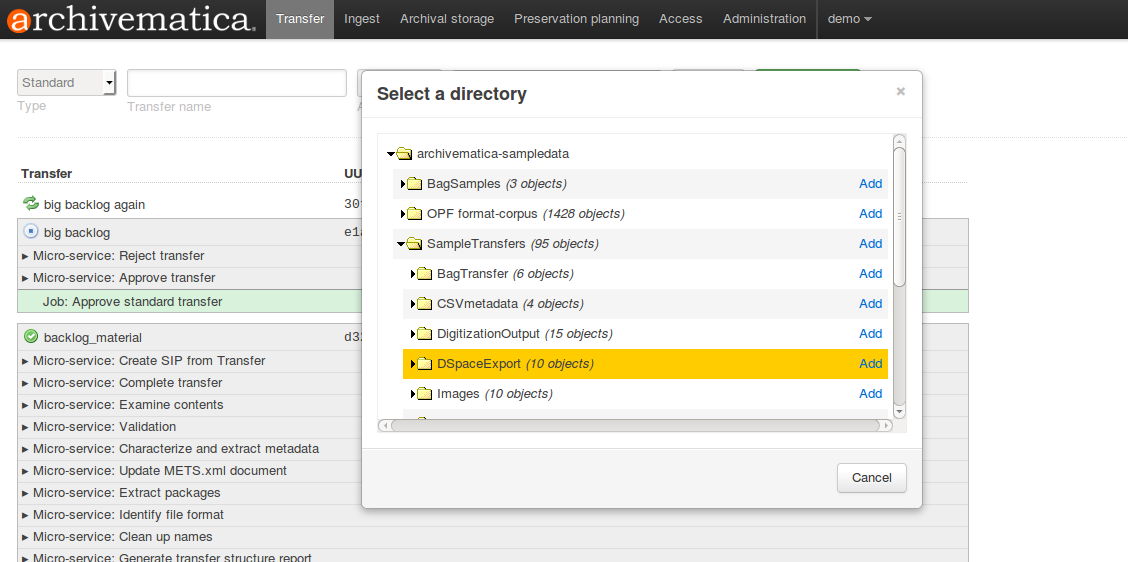 archivematica® Transfer Ingest Archival storage Preservation planning Access Administration demo
Standard
Type
Transfer name
Select a directory ×
archivematica-sampledata
BagSamples (3 objects) Add
OPF format-corpus (1428 objects) Add
SampleTransfers (95 objects) Add
BagTransfer (6 objects) Add
CSVmetadata (4 objects) Add
DigitizationOutput (15 objects) Add
DSpaceExport (10 objects) Add
Images (10 objects) Add
Cancel
Transfer UU
big backlog again
big backlog e1a
Micro-service: Reject transfer
Micro-service: Approve transfer
Job: Approve standard transfer
backlog_material
Micro-service: Create SIP from Transfer
Micro-service: Complete transfer
Micro-service: Examine contents
Micro-service: Validation
Micro-service: Characterize and extract metadata
Micro-service: Update METS.xml document
Micro-service: Extract packages
Micro-service: Identify file format
Micro-service: Clean up names
Micro-service: Generate transfer structure report